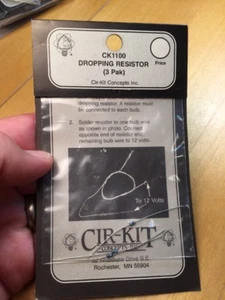 CK1100
DROPPING RESISTOR
(3 Pak)
Price
Cir-Kit Concepts Inc.
dropping resistor. A resistor must
be connected to each bulb.
2. Solder resistor to one bulb wire
as shown in photo. Connect
opposite end of resistor and
remaining bulb wire to 12 volts.
To 12 Volts
CIR-KIT
CONCEPTS, INC.
Drive S.E.
Rochester, MN 55904